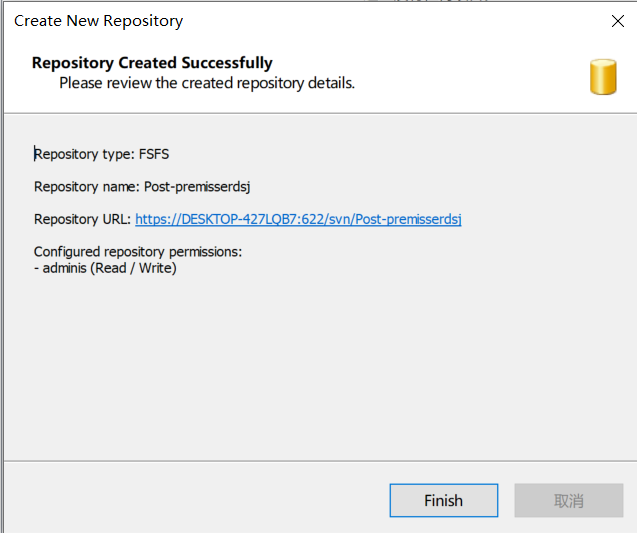 Create New Repository
Repository Created Successfully
Please review the created repository details.
Repository type: FSFS
Repository name: Post-premisserdsj
Repository URL: https://DESKTOP-427LQB7:622/svn/Post-premisserdsj
Configured repository permissions:
- adminis (Read / Write)
Finish
取消